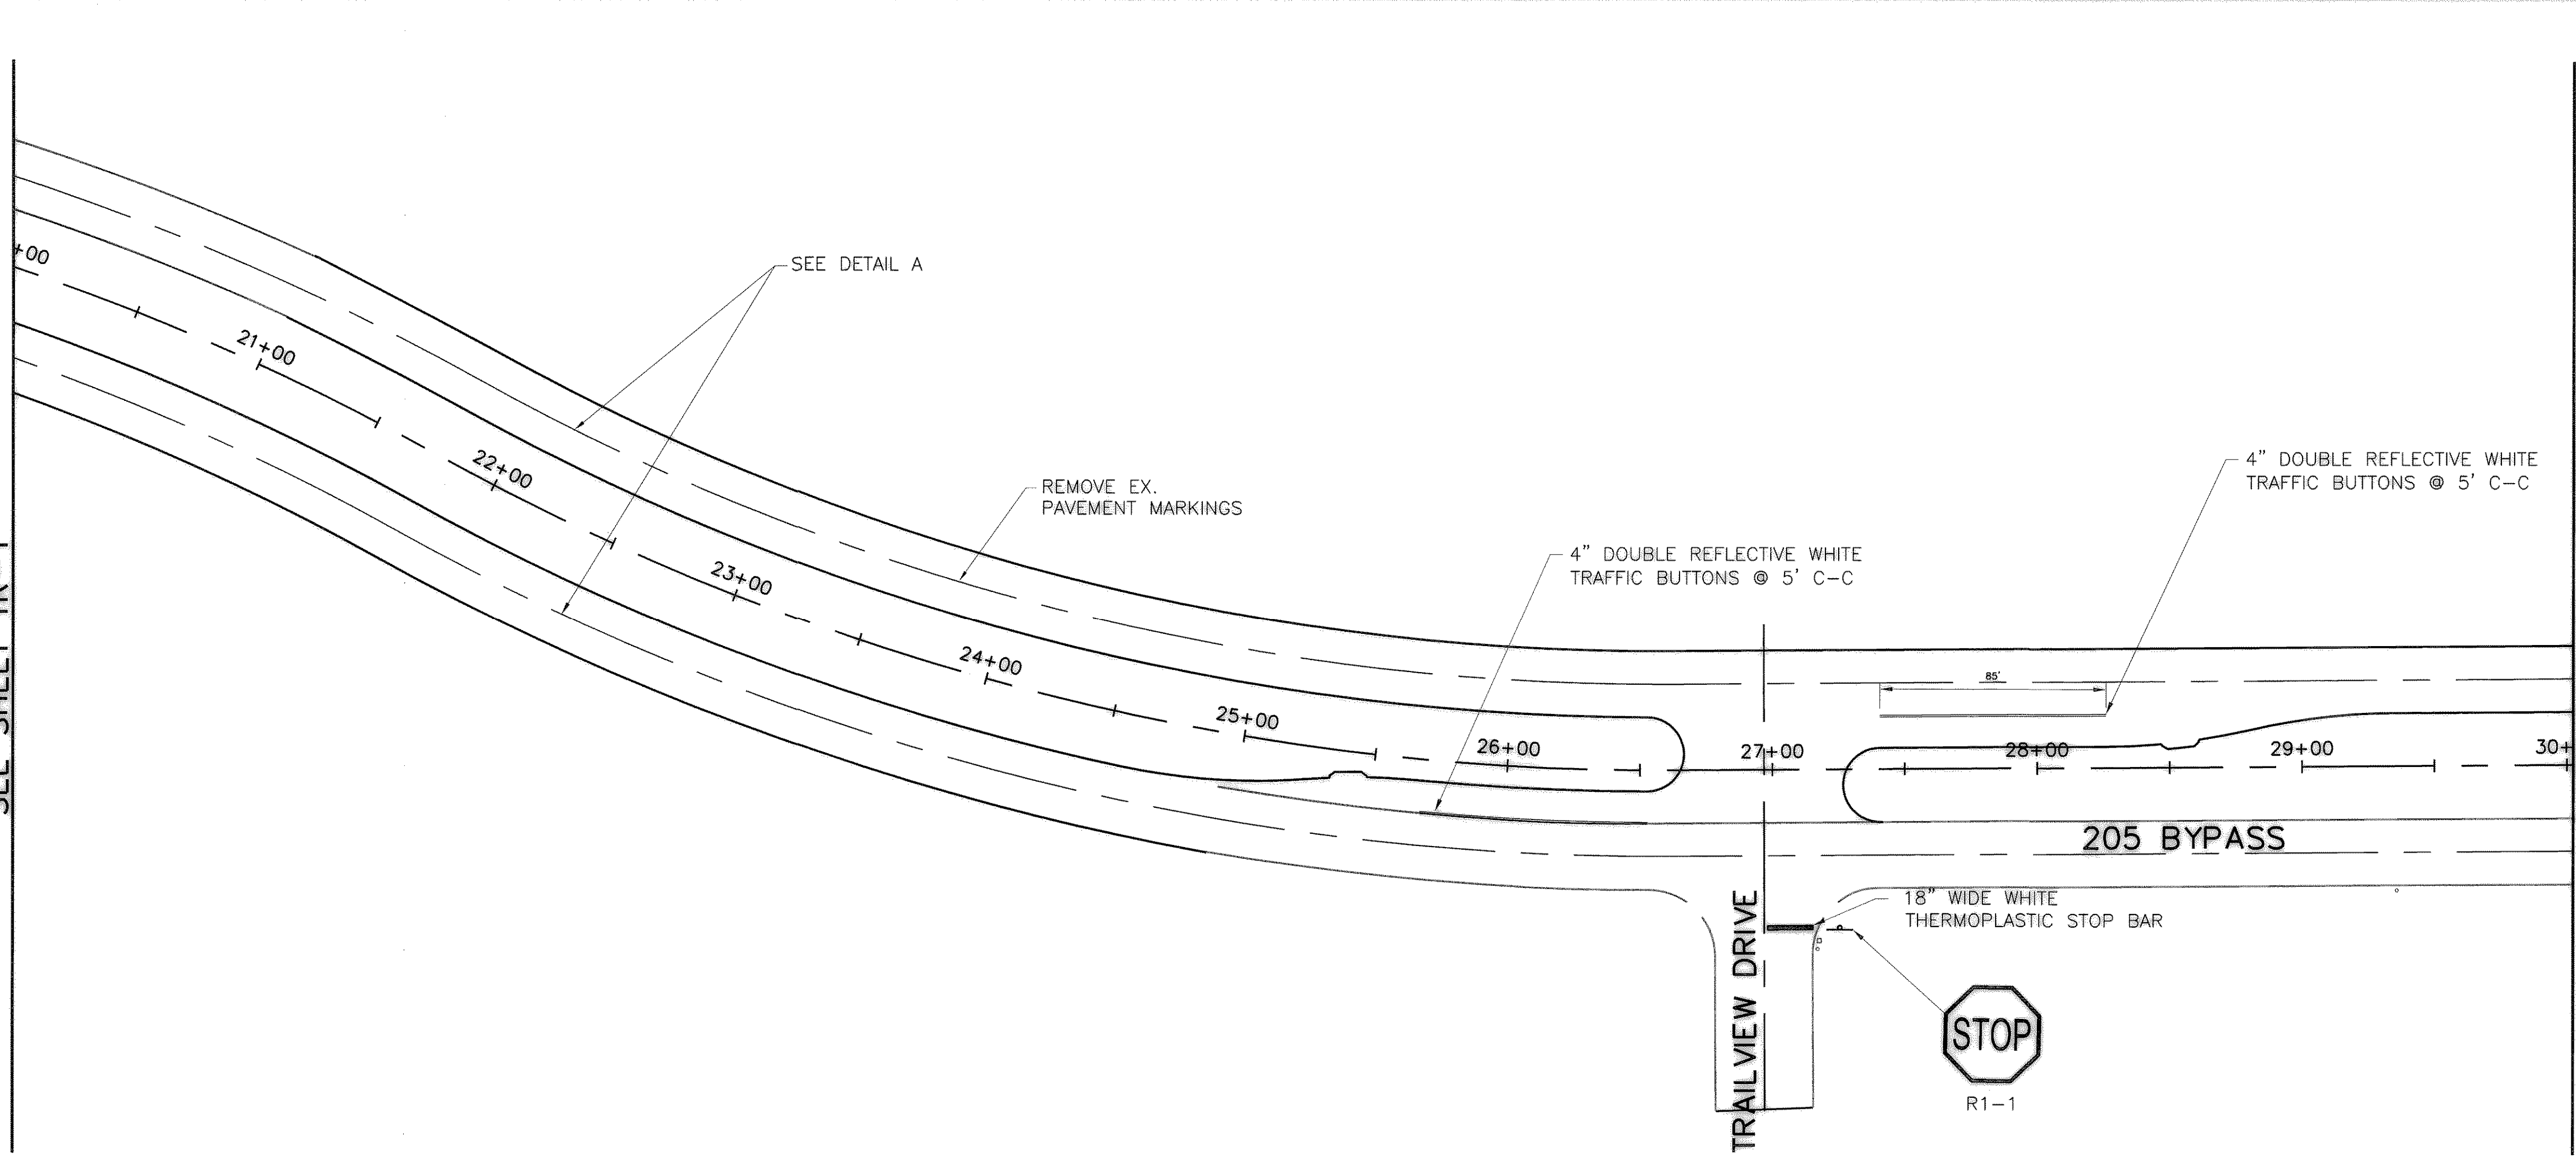 +00
21+00
22+00
23+00
24+00
25+00
26+00
27+00
28+00
29+00
30+
SEE DETAIL A
REMOVE EX.
PAVEMENT MARKINGS
4" DOUBLE REFLECTIVE WHITE
TRAFFIC BUTTONS @ 5' C-C
4" DOUBLE REFLECTIVE WHITE
TRAFFIC BUTTONS @ 5' C-C
85'
205 BYPASS
18" WIDE WHITE
THERMOPLASTIC STOP BAR
TRAILVIEW DRIVE
STOP
R1-1